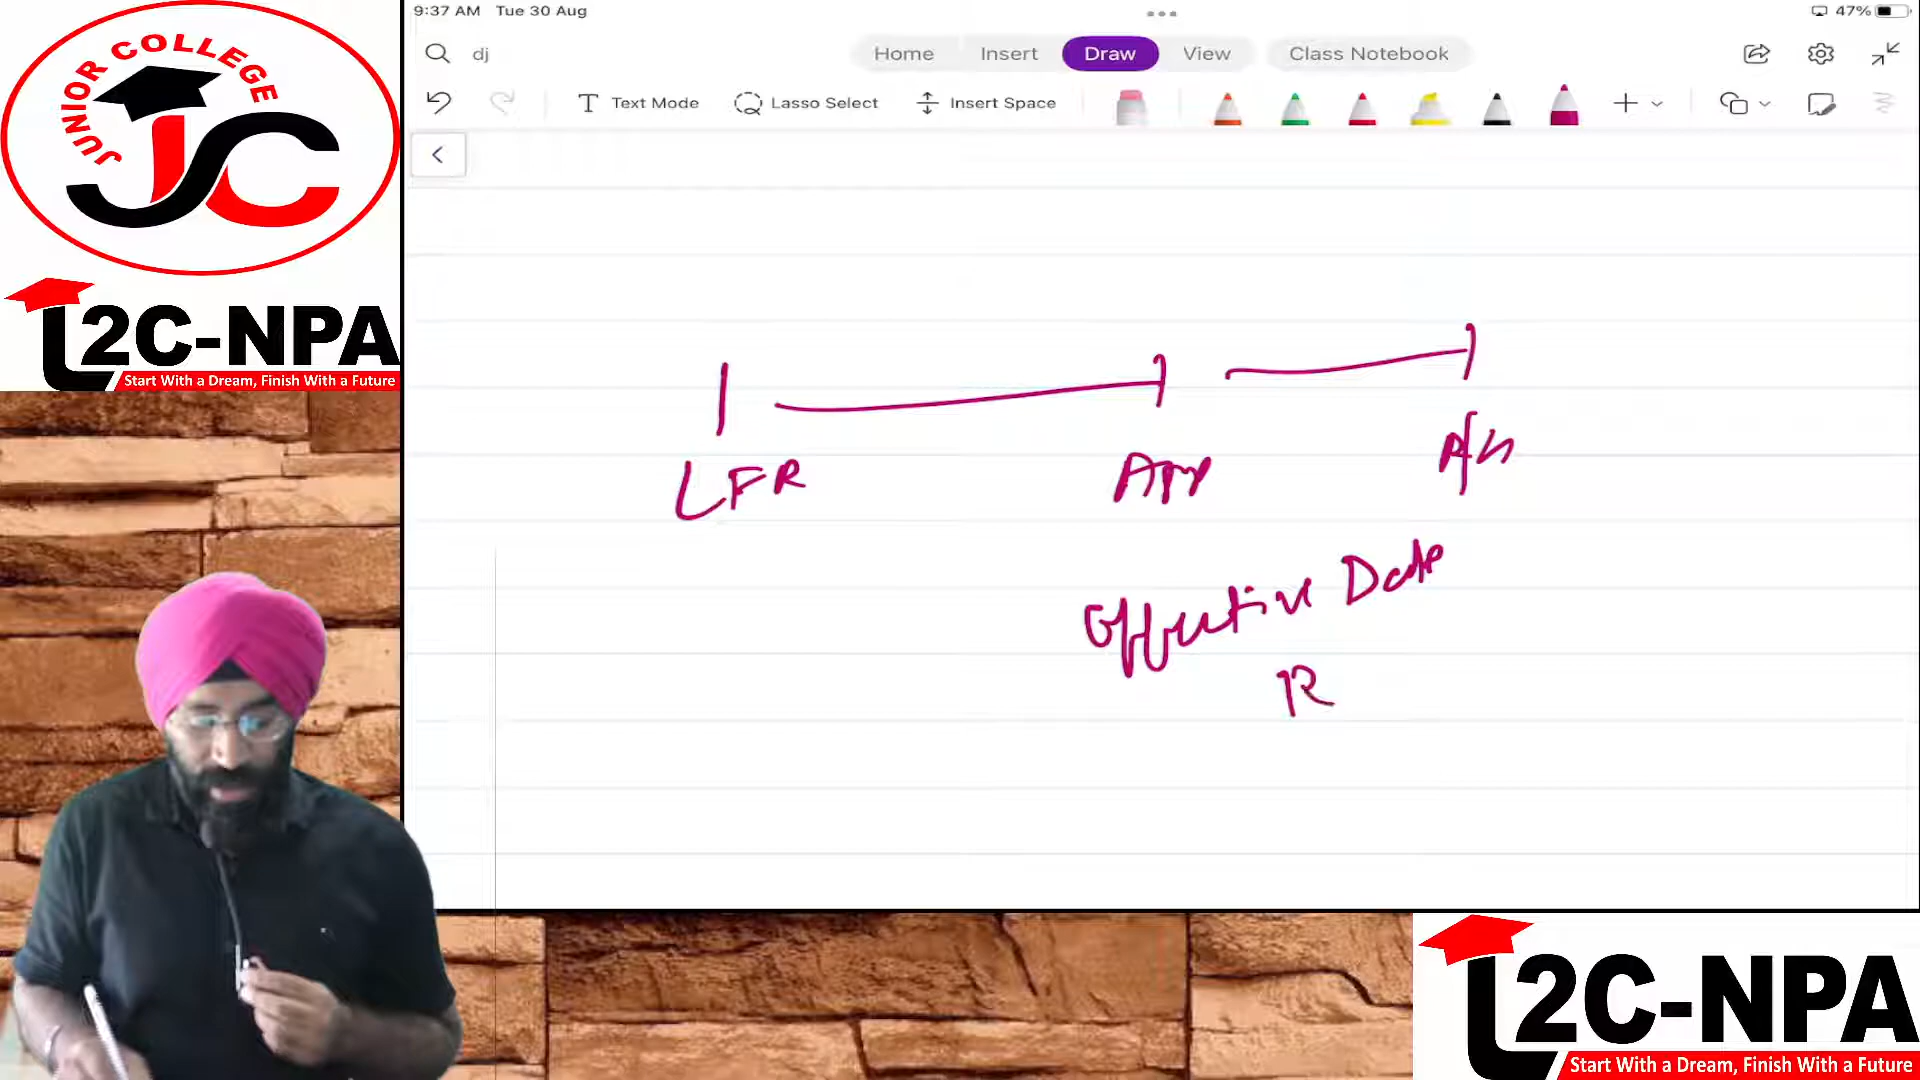 9:37 AM Tue 30 Aug
47%
dj
Home Insert Draw View Class Notebook
Text Mode Lasso Select Insert Space
JUNIOR COLLEGE
JC
L2C-NPA
Start With a Dream, Finish With a Future
LFR
App
Effective Date
R
L2C-NPA
Start With a Dream, Finish With a Future